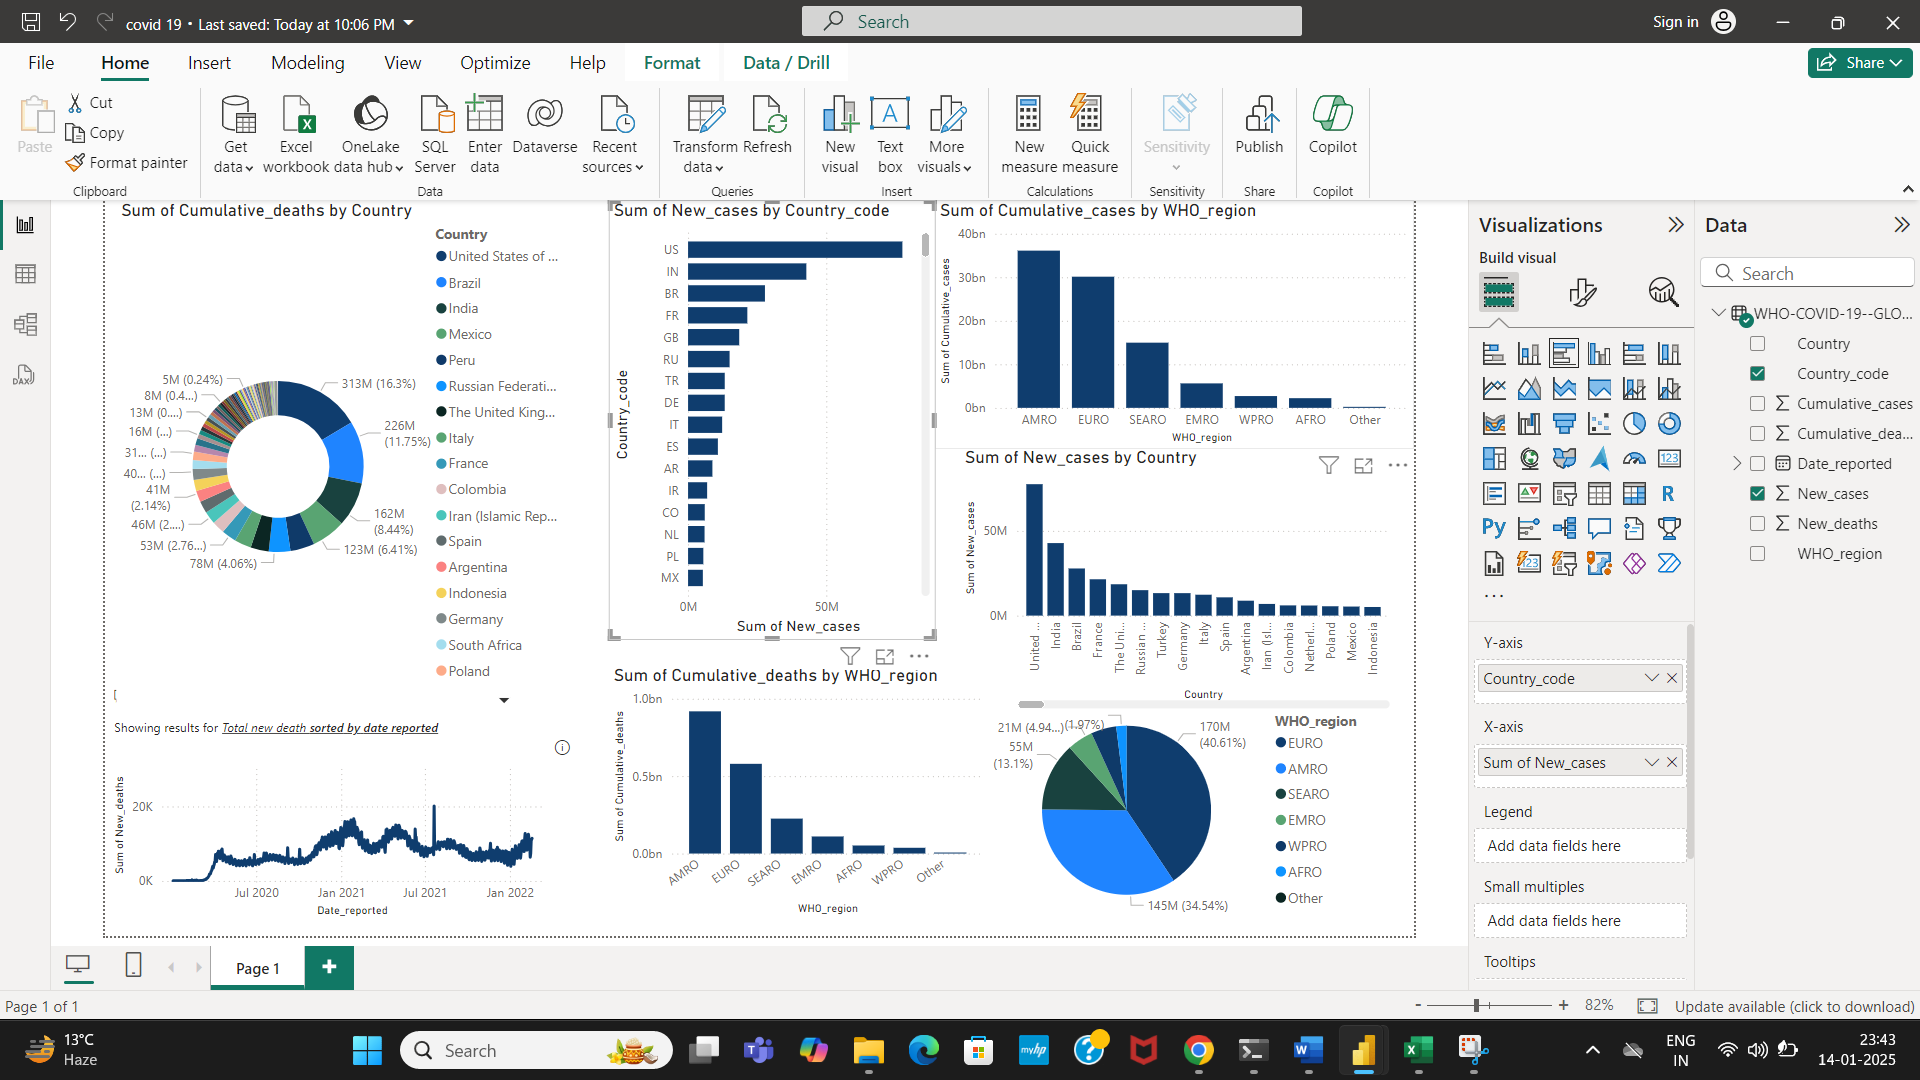 covid 19 • Last saved: Today at 10:06 PM
Search
Sign in
File Home Insert Modeling View Optimize Help Format Data / Drill
Share
Paste
Cut
Copy
Format painter
Clipboard
Get data
Excel workbook
OneLake data hub
SQL Server
Enter data
Dataverse
Recent sources
Data
Transform data
Refresh
Queries
New visual
Text box
More visuals
Insert
New measure
Quick measure
Calculations
Sensitivity
Sensitivity
Publish
Share
Copilot
Copilot
Sum of Cumulative_deaths by Country
Country
United States of ...
Brazil
India
Mexico
Peru
Russian Federati...
The United King...
Italy
France
Colombia
Iran (Islamic Rep...
Spain
Argentina
Indonesia
Germany
South Africa
Poland
313M (16.3%)
226M (11.75%)
162M (8.44%)
123M (6.41%)
78M (4.06%)
53M (2.76...)
46M (2....)
41M (2.14%)
40... (...)
31... (...)
16M (...)
13M (0....)
8M (0.4...)
5M (0.24%)
Showing results for Total new death sorted by date reported
Sum of New_deaths
20K
0K
Jul 2020 Jan 2021 Jul 2021 Jan 2022
Date_reported
Sum of New_cases by Country_code
Country_code
US
IN
BR
FR
GB
RU
TR
DE
IT
ES
AR
IR
CO
NL
PL
MX
0M 50M
Sum of New_cases
Sum of Cumulative_deaths by WHO_region
Sum of Cumulative_deaths
1.0bn
0.5bn
0.0bn
AMRO EURO SEARO EMRO AFRO WPRO Other
WHO_region
Sum of Cumulative_cases by WHO_region
Sum of Cumulative_cases
40bn
30bn
20bn
10bn
0bn
AMRO EURO SEARO EMRO WPRO AFRO Other
WHO_region
Sum of New_cases by Country
Sum of New_cases
50M
0M
United ... India Brazil France The Uni... Russian ... Turkey Germany Italy Spain Argentina Iran (Isl... Colombia Netherl... Poland Mexico Indonesia
Country
21M (4.94...)
(1.97%)
55M (13.1%)
170M (40.61%)
145M (34.54%)
WHO_region
EURO
AMRO
SEARO
EMRO
WPRO
AFRO
Other
Visualizations
Build visual
R
Py
123
123
...
Y-axis
Country_code
X-axis
Sum of New_cases
Legend
Add data fields here
Small multiples
Add data fields here
Tooltips
Data
Search
WHO-COVID-19--GLO...
Country
Country_code
Cumulative_cases
Cumulative_dea...
Date_reported
New_cases
New_deaths
WHO_region
DAX
Page 1
Page 1 of 1
- + 82%
Update available (click to download)
13°C
Haze
Search
myhp
ENG
IN
23:43
14-01-2025